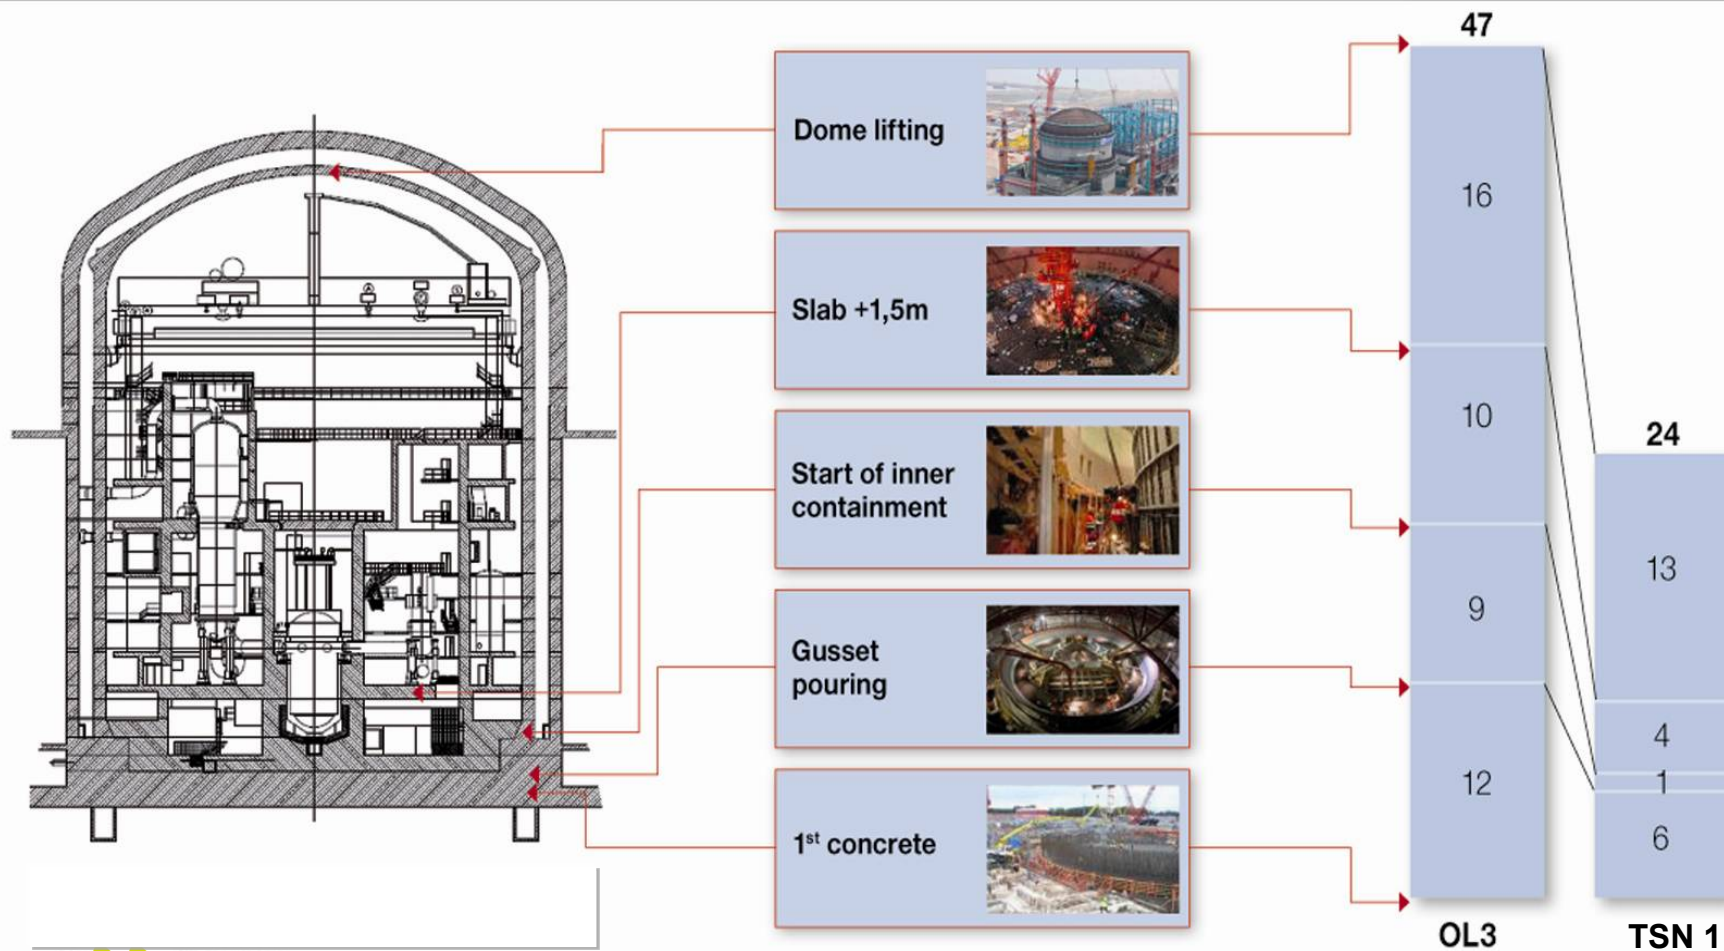 47
Dome lifting
16
Slab +1,5m
10
24
Start of inner
containment
13
9
Gusset
pouring
4
12
1
1st concrete
6
OL3
TSN 1